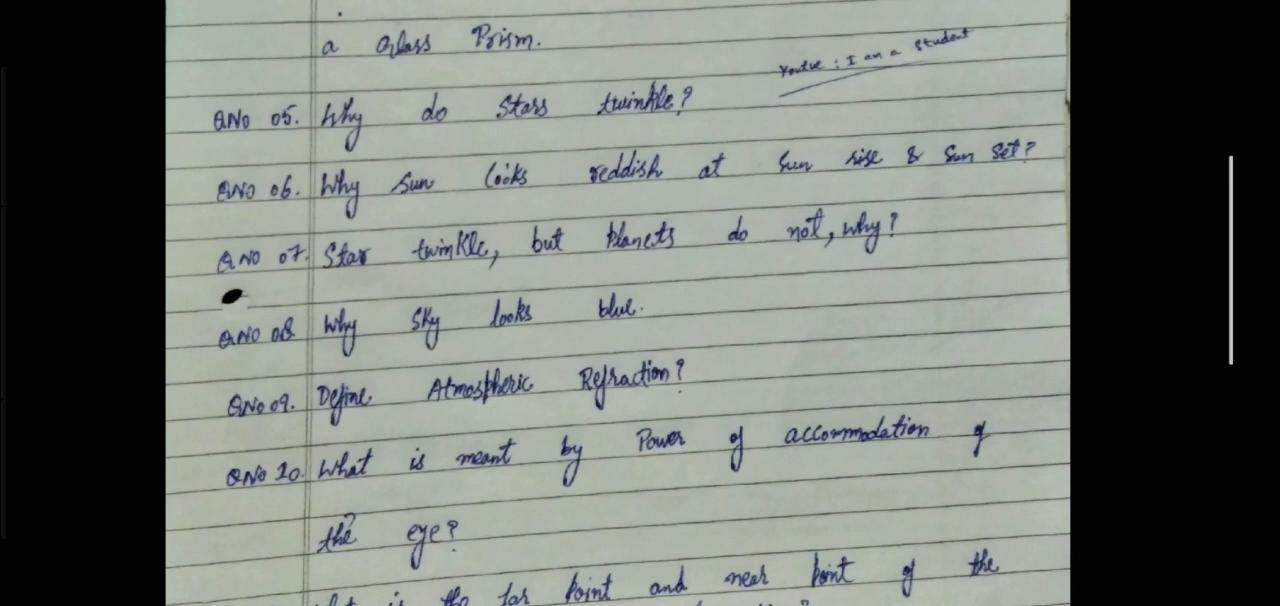 a Glass Prism.
Youtue : I am a student
QNo 05. Why do Stars twinkle?
QNo 06. Why Sun looks reddish at Sun rise & Sun Set?
QNo 07. Star twinkle, but Planets do not, why?
QNo 08 Why Sky looks blue.
QNo 09. Define Atmospheric Refraction?
QNo 10. What is meant by Power of accommodation of
the eye?
is the far Point and near Point of the